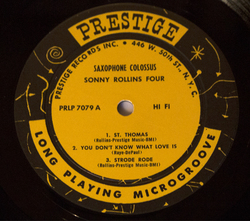 PRESTIGE
PRESTIGE RECORDS INC. • 446 W. 50th ST., N.Y.C.
SAXOPHONE COLOSSUS
SONNY ROLLINS FOUR
PRLP 7079 A HI FI
1. ST. THOMAS
(Rollins-Prestige Music-BMI)
2. YOU DON'T KNOW WHAT LOVE IS
(Raye-DePaul)
3. STRODE RODE
(Rollins-Prestige Music-BMI)
LONG PLAYING MICROGROOVE